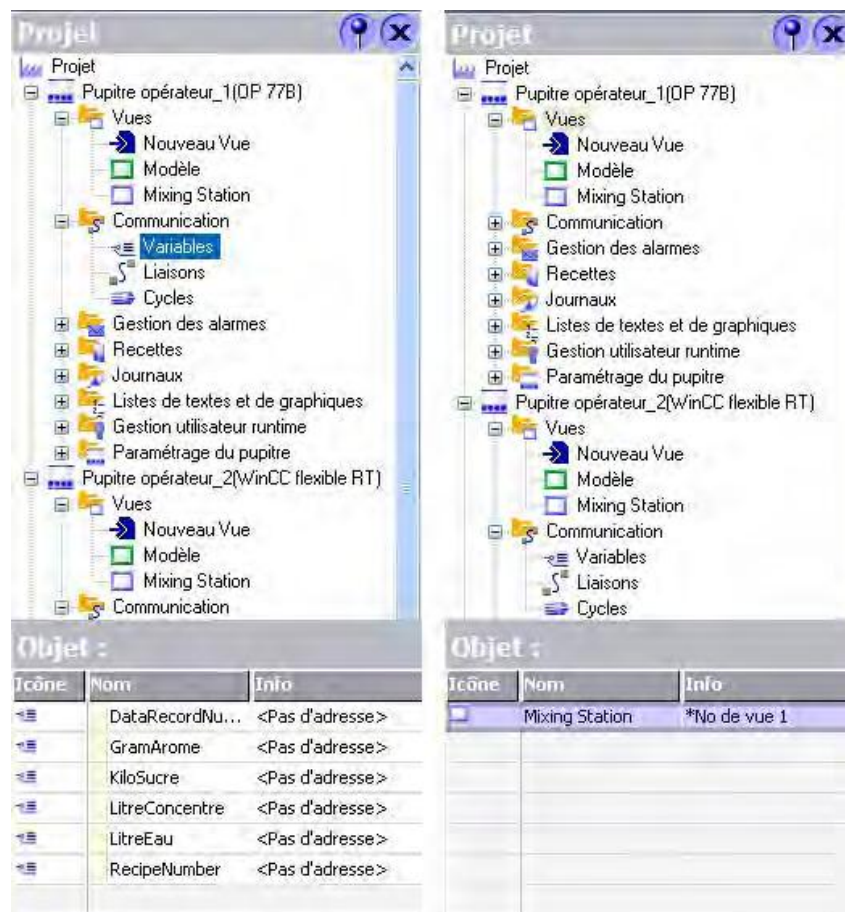 Projet
Projet
Pupitre opérateur_1(OP 77B)
Vues
Nouveau Vue
Modèle
Mixing Station
Communication
Variables
Liaisons
Cycles
Gestion des alarmes
Recettes
Journaux
Listes de textes et de graphiques
Gestion utilisateur runtime
Paramétrage du pupitre
Pupitre opérateur_2(WinCC flexible RT)
Vues
Nouveau Vue
Modèle
Mixing Station
Communication
Objet :
Icône Nom Info
DataRecordNu... <Pas d'adresse>
GramArome <Pas d'adresse>
KiloSucre <Pas d'adresse>
LitreConcentre <Pas d'adresse>
LitreEau <Pas d'adresse>
RecipeNumber <Pas d'adresse>
Projet
Projet
Pupitre opérateur_1(OP 77B)
Vues
Nouveau Vue
Modèle
Mixing Station
Communication
Gestion des alarmes
Recettes
Journaux
Listes de textes et de graphiques
Gestion utilisateur runtime
Paramétrage du pupitre
Pupitre opérateur_2(WinCC flexible RT)
Vues
Nouveau Vue
Modèle
Mixing Station
Communication
Variables
Liaisons
Cycles
Objet :
Icône Nom Info
Mixing Station *No de vue 1